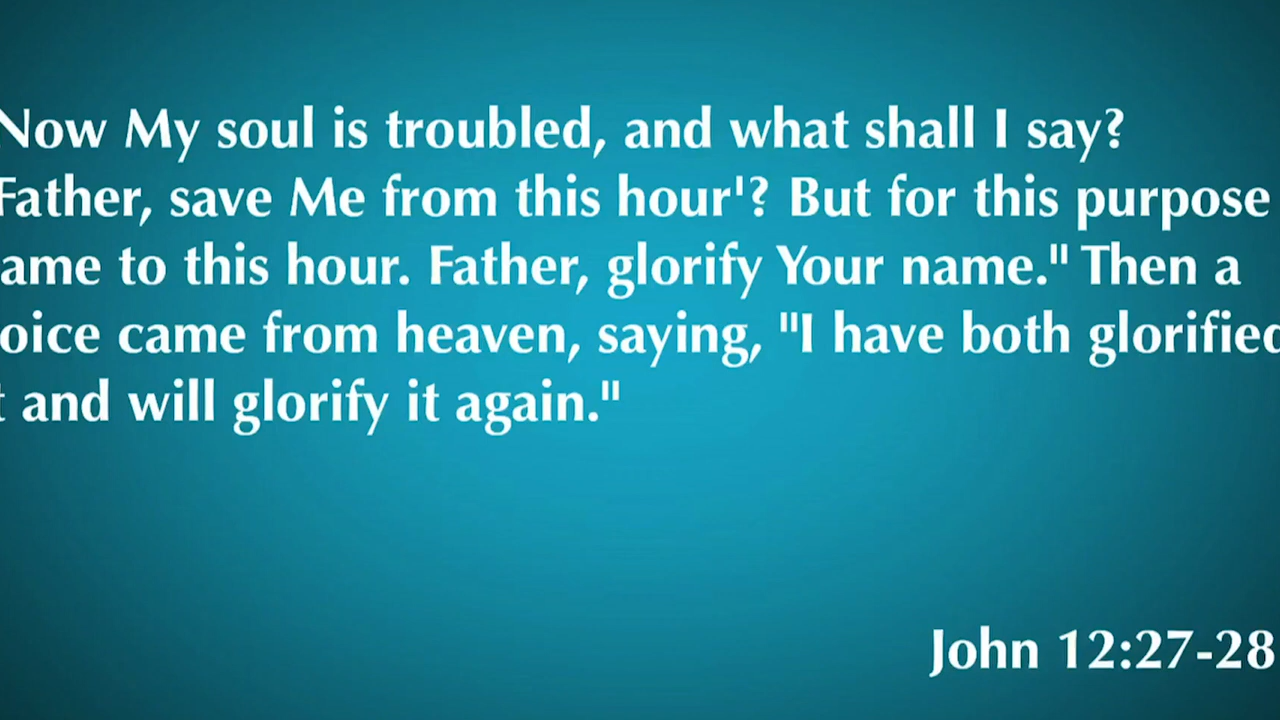 Now My soul is troubled, and what shall I say?
Father, save Me from this hour'? But for this purpose
ame to this hour. Father, glorify Your name." Then a
oice came from heaven, saying, "I have both glorified
t and will glorify it again."
John 12:27-28